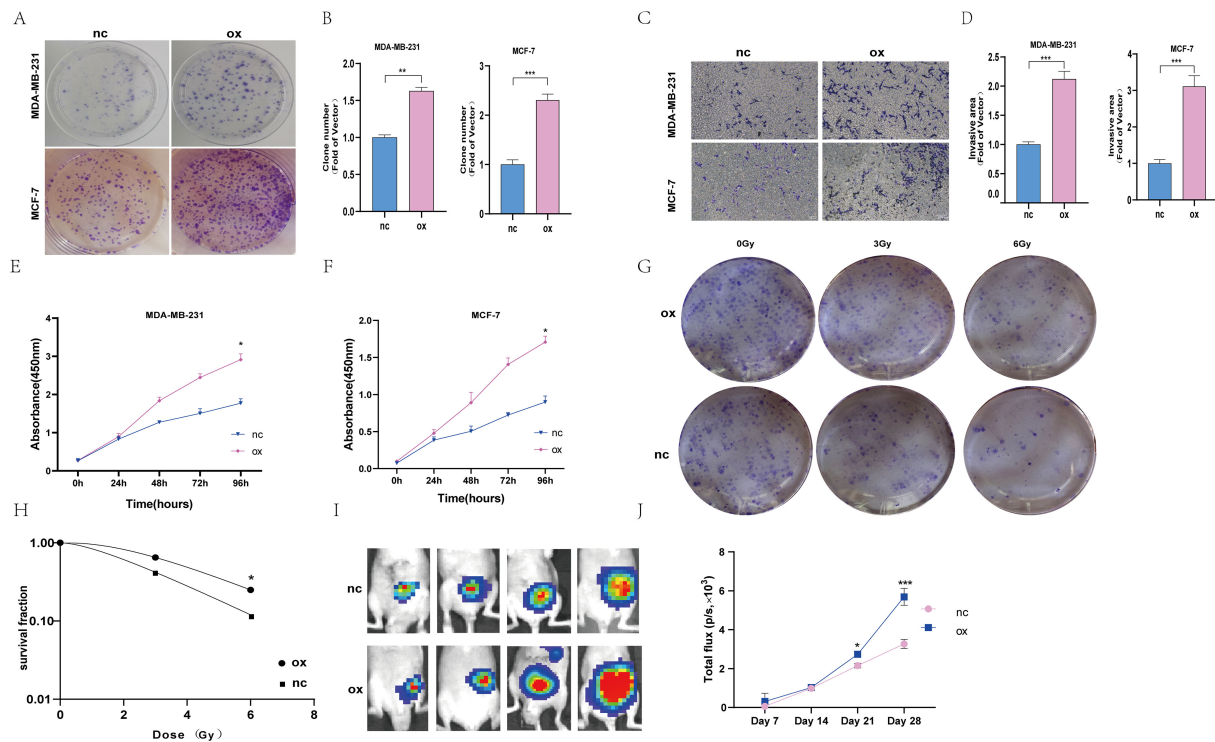 A
nc
ox
MDA-MB-231
MCF-7
B
MDA-MB-231
Clone number
（Fold of Vector）
2.0
1.5
1.0
0.5
0.0
**
nc
ox
MCF-7
Clone number
（Fold of Vector）
3
2
1
0
***
nc
ox
C
nc
ox
MDA-MB-231
MCF-7
D
MDA-MB-231
Invasive area
（Fold of Vector）
2.5
2.0
1.5
1.0
0.5
0.0
***
nc
ox
MCF-7
Invasive area
（Fold of Vector）
4
3
2
1
0
***
nc
ox
E
MDA-MB-231
Absorbance(450nm)
4
3
2
1
0
*
nc
ox
0h 24h 48h 72h 96h
Time(hours)
F
MCF-7
Absorbance(450nm)
2.0
1.5
1.0
0.5
0.0
*
nc
ox
0h 24h 48h 72h 96h
Time(hours)
G
0Gy 3Gy 6Gy
ox
nc
H
survival fraction
1.00
0.10
0.01
*
ox
nc
0 2 4 6 8
Dose （Gy）
I
nc
ox
J
Total flux (p/s, ×10³)
8
6
4
2
0
*
***
nc
ox
Day 7 Day 14 Day 21 Day 28